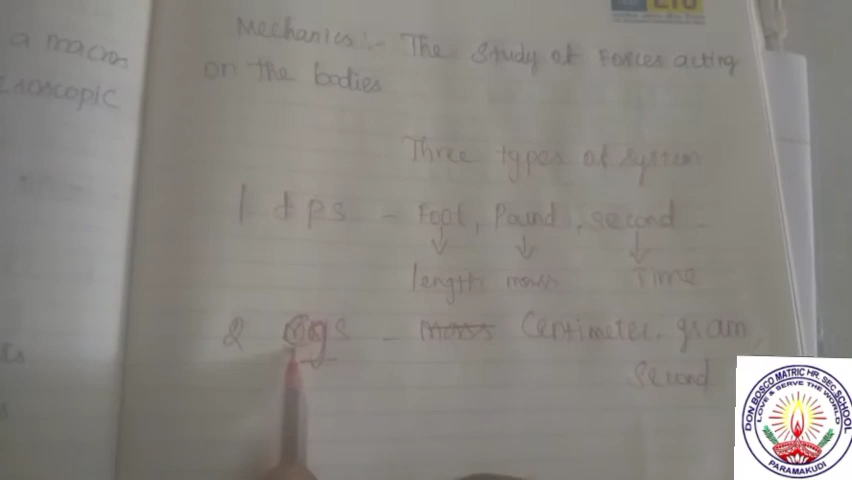 a macros
roscopic
Mechanics:- The study of Forces acting
on the bodies
Three types of system
1 fps - Foot, Pound, second
length mass Time
2 cgs - mass Centimeter, gram,
second
DON BOSCO MATRIC HR. SEC SCHOOL
LOVE & SERVE THE WORLD
PARAMAKUDI